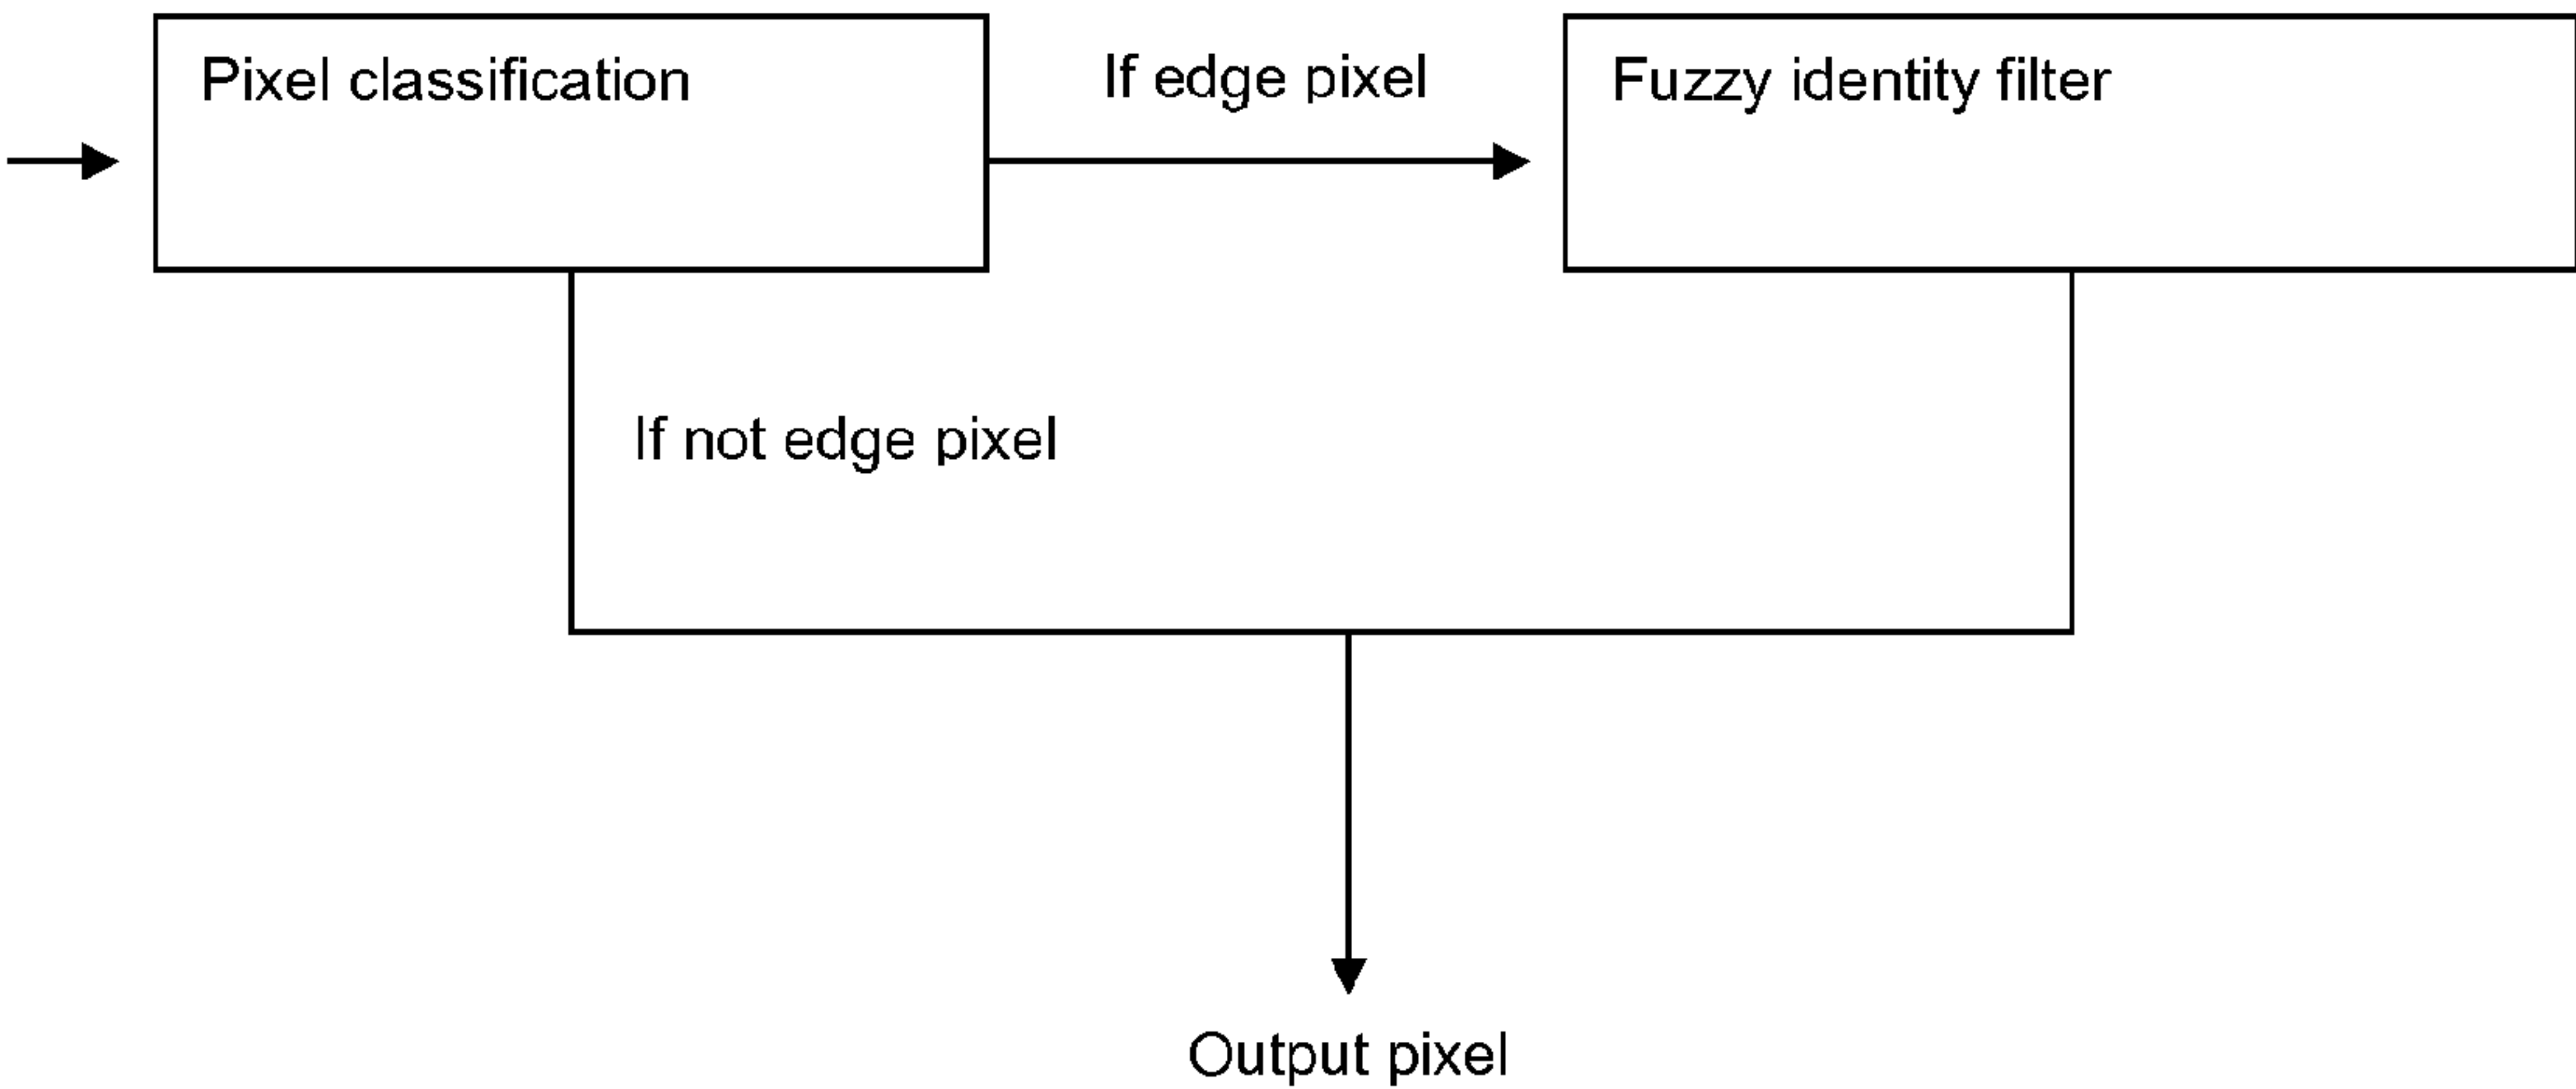 Pixel classification
If edge pixel
Fuzzy identity filter
If not edge pixel
Output pixel